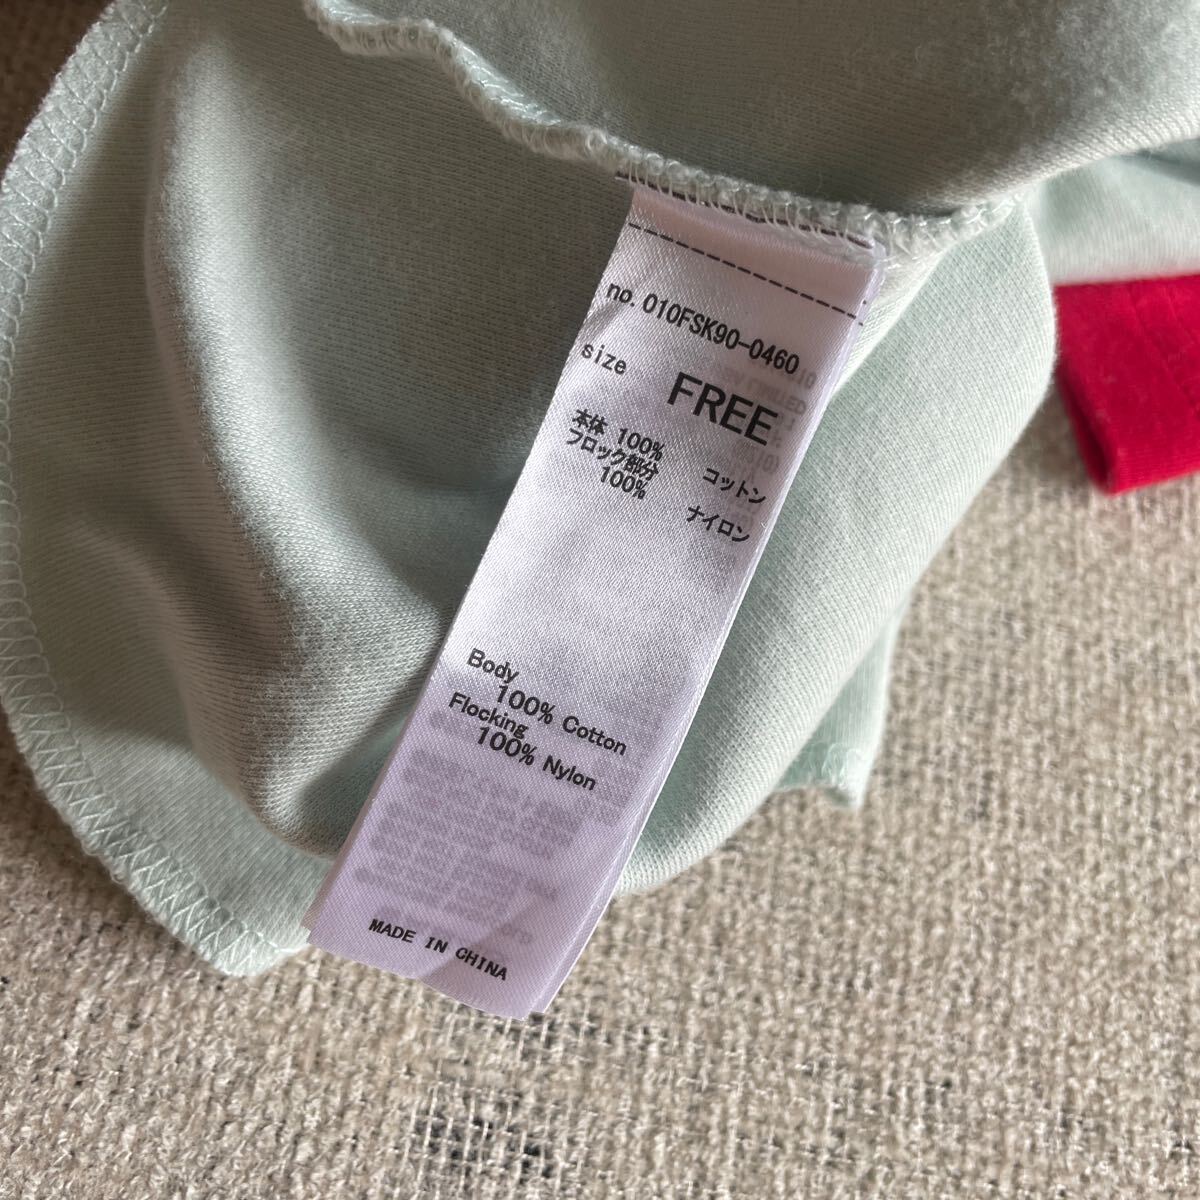 no. 010FSK90-0460
size FREE
本体 100% コットン
フロック部分
100% ナイロン
Body
100% Cotton
Flocking
100% Nylon
MADE IN CHINA